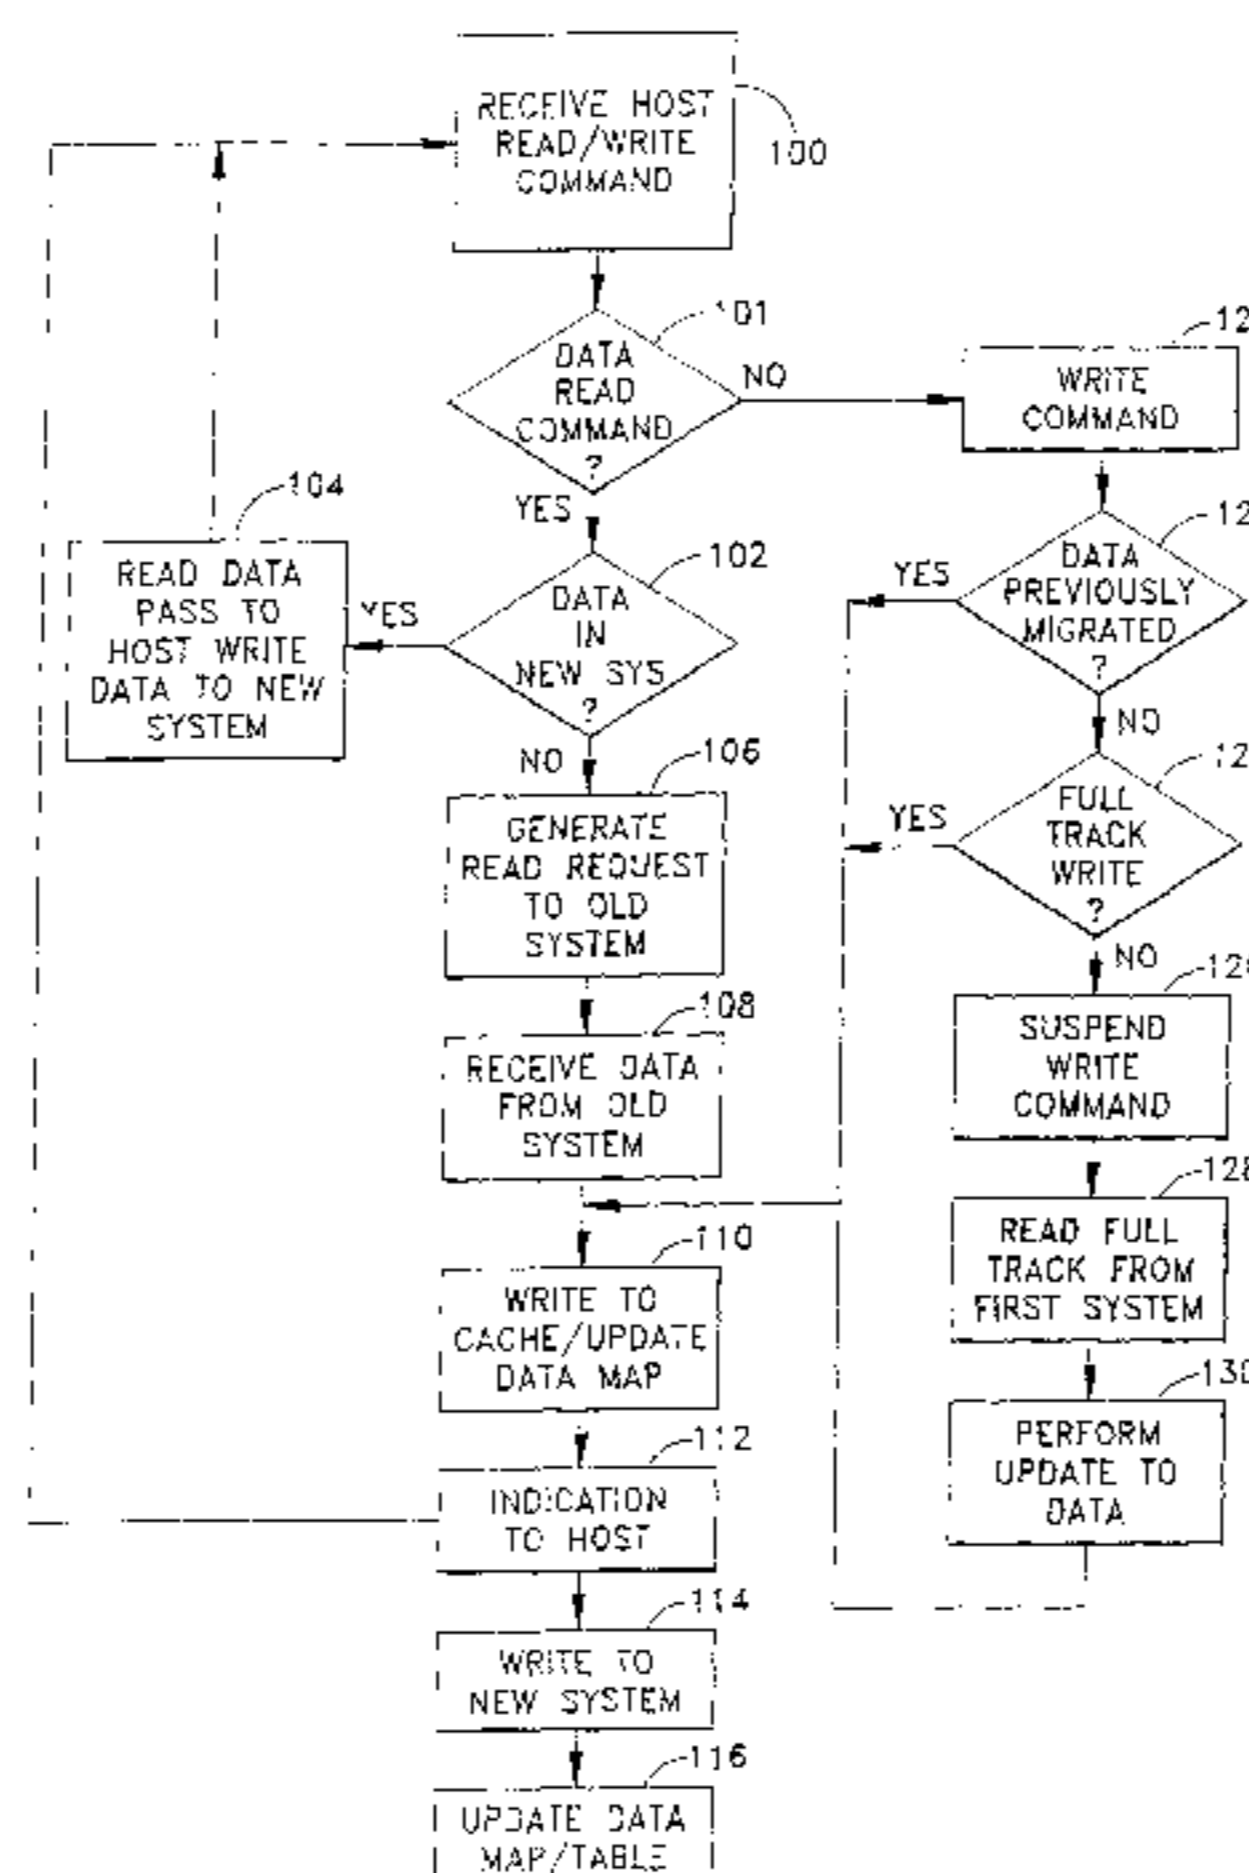 RECEIVE HOST
READ/WRITE
COMMAND
100
101
DATA
READ
COMMAND
?
NO
YES
WRITE
COMMAND
104
READ DATA
PASS TO
HOST WRITE
DATA TO NEW
SYSTEM
YES
102
DATA
IN
NEW SYS
?
NO
YES
DATA
PREVIOUSLY
MIGRATED
?
NO
106
GENERATE
READ REQUEST
TO OLD
SYSTEM
YES
FULL
TRACK
WRITE
?
NO
108
RECEIVE DATA
FROM OLD
SYSTEM
SUSPEND
WRITE
COMMAND
110
WRITE TO
CACHE/UPDATE
DATA MAP
128
READ FULL
TRACK FROM
FIRST SYSTEM
112
INDICATION
TO HOST
130
PERFORM
UPDATE TO
DATA
114
WRITE TO
NEW SYSTEM
116
UPDATE DATA
MAP/TABLE